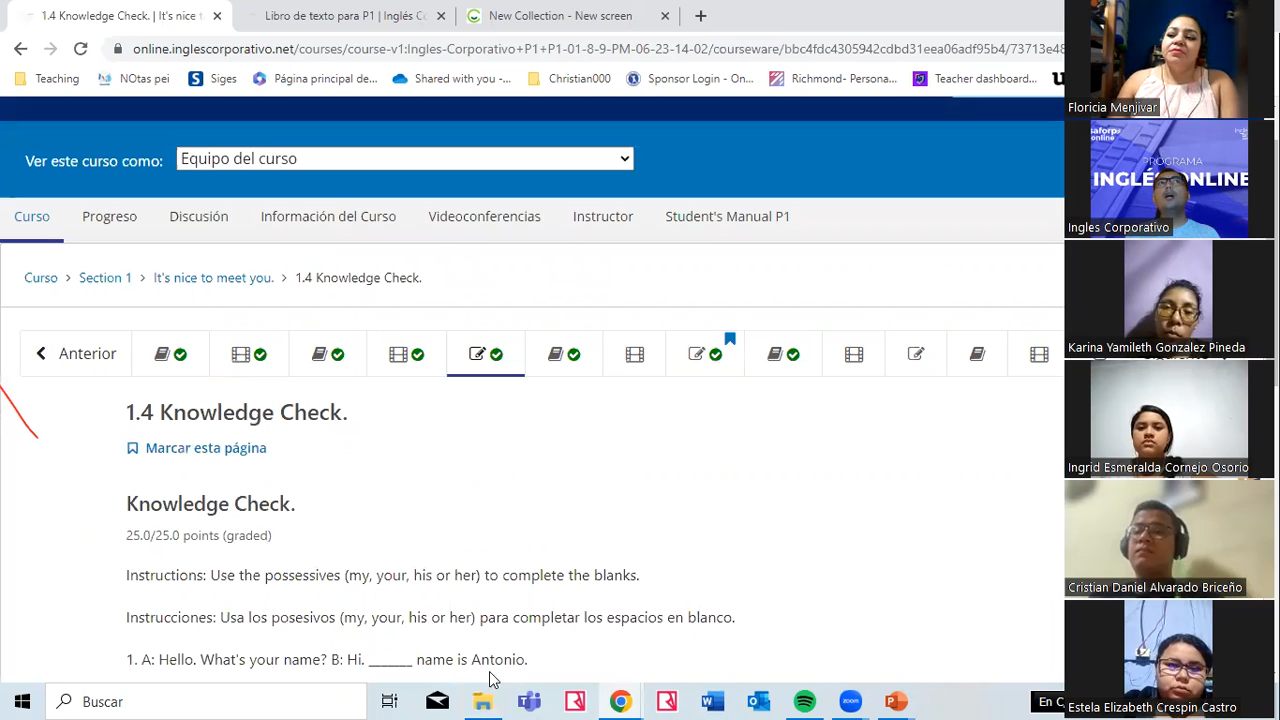 1.4 Knowledge Check. | It's nice t
Libro de texto para P1 | Inglés C
New Collection - New screen
online.inglescorporativo.net/courses/course-v1:Ingles-Corporativo+P1+P1-01-8-9-PM-06-23-14-02/courseware/bbc4fdc4305942cdb31eea06adf95b4/73713e48
Teaching
NOtas pei
Siges
Página principal de...
Shared with you -...
Christian000
Sponsor Login - On...
Richmond- Persona...
Teacher dashboard...
Ver este curso como:
Equipo del curso
Curso
Progreso
Discusión
Información del Curso
Videoconferencias
Instructor
Student's Manual P1
Curso > Section 1 > It's nice to meet you. > 1.4 Knowledge Check.
Anterior
1.4 Knowledge Check.
Marcar esta página
Knowledge Check.
25.0/25.0 points (graded)
Instructions: Use the possessives (my, your, his or her) to complete the blanks.
Instrucciones: Usa los posesivos (my, your, his or her) para completar los espacios en blanco.
1. A: Hello. What's your name? B: Hi. _______ name is Antonio.
Buscar
Floricia Menjivar
saforp
online
PROGRAMA
INGLÉS ONLINE
Ingles Corporativo
Karina Yamileth Gonzalez Pineda
Ingrid Esmeralda Cornejo Osorio
Cristian Daniel Alvarado Briceño
Estela Elizabeth Crespin Castro